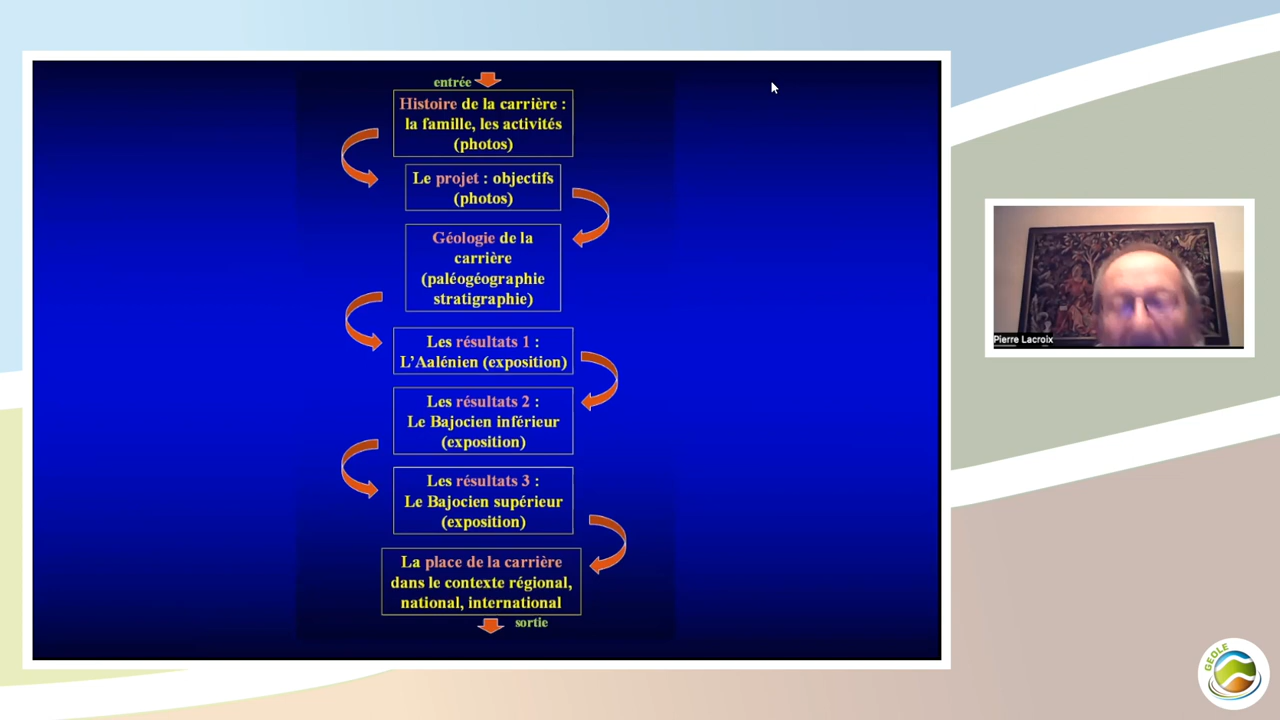 entrée
Histoire de la carrière :
la famille, les activités
(photos)
Le projet : objectifs
(photos)
Géologie de la
carrière
(paléogéographie
stratigraphie)
Les résultats 1 :
L’Aalénien (exposition)
Les résultats 2 :
Le Bajocien inférieur
(exposition)
Les résultats 3 :
Le Bajocien supérieur
(exposition)
La place de la carrière
dans le contexte régional,
national, international
sortie
Pierre Lacroix
GEOLE